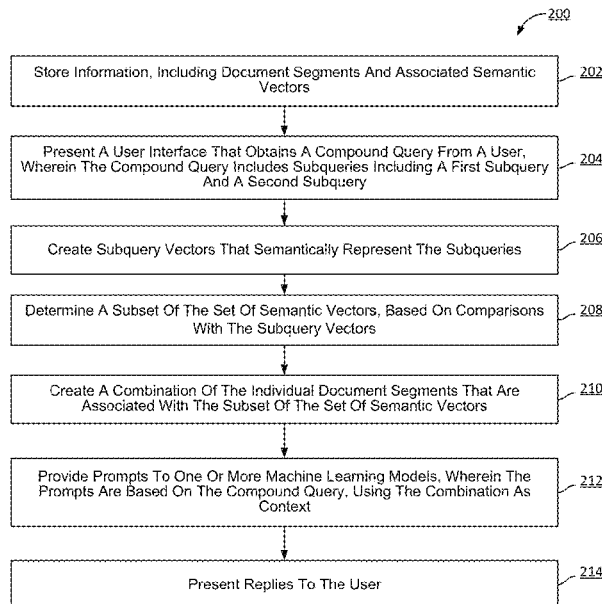 200
Store Information, Including Document Segments And Associated Semantic
Vectors
202
Present A User Interface That Obtains A Compound Query From A User,
Wherein The Compound Query Includes Subqueries Including A First Subquery
And A Second Subquery
204
Create Subquery Vectors That Semantically Represent The Subqueries
206
Determine A Subset Of The Set Of Semantic Vectors, Based On Comparisons
With The Subquery Vectors
208
Create A Combination Of The Individual Document Segments That Are
Associated With The Subset Of The Set Of Semantic Vectors
210
Provide Prompts To One Or More Machine Learning Models, Wherein The
Prompts Are Based On The Compound Query, Using The Combination As
Context
212
Present Replies To The User
214